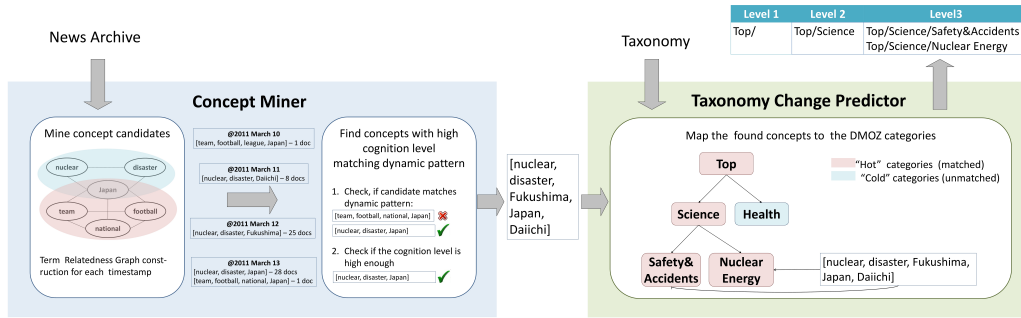 News Archive
Concept Miner
Mine concept candidates
nuclear
disaster
Japan
team
football
national
Term Relatedness Graph const-
ruction for each timestamp
@2011 March 10
[team, football, league, Japan] – 1 doc
@2011 March 11
[nuclear, disaster, Daiichi] – 8 docs
@2011 March 12
[nuclear, disaster, Fukushima] – 25 docs
@2011 March 13
[nuclear, disaster, Japan] – 28 docs
[team, football, national, Japan] – 1 doc
Find concepts with high
cognition level
matching dynamic pattern
1. Check, if candidate matches
dynamic pattern:
[team, football, national, Japan]
[nuclear, disaster, Japan]
2. Check if the cognition level is
high enough
[nuclear, disaster, Japan]
[nuclear,
disaster,
Fukushima,
Japan,
Daiichi]
Taxonomy
Level 1 Level 2 Level3
Top/ Top/Science Top/Science/Safety&Accidents
Top/Science/Nuclear Energy
Taxonomy Change Predictor
Map the found concepts to the DMOZ categories
Top
"Hot" categories (matched)
"Cold" categories (unmatched)
Science
Health
Safety&
Accidents
Nuclear
Energy
[nuclear, disaster, Fukushima,
Japan, Daiichi]